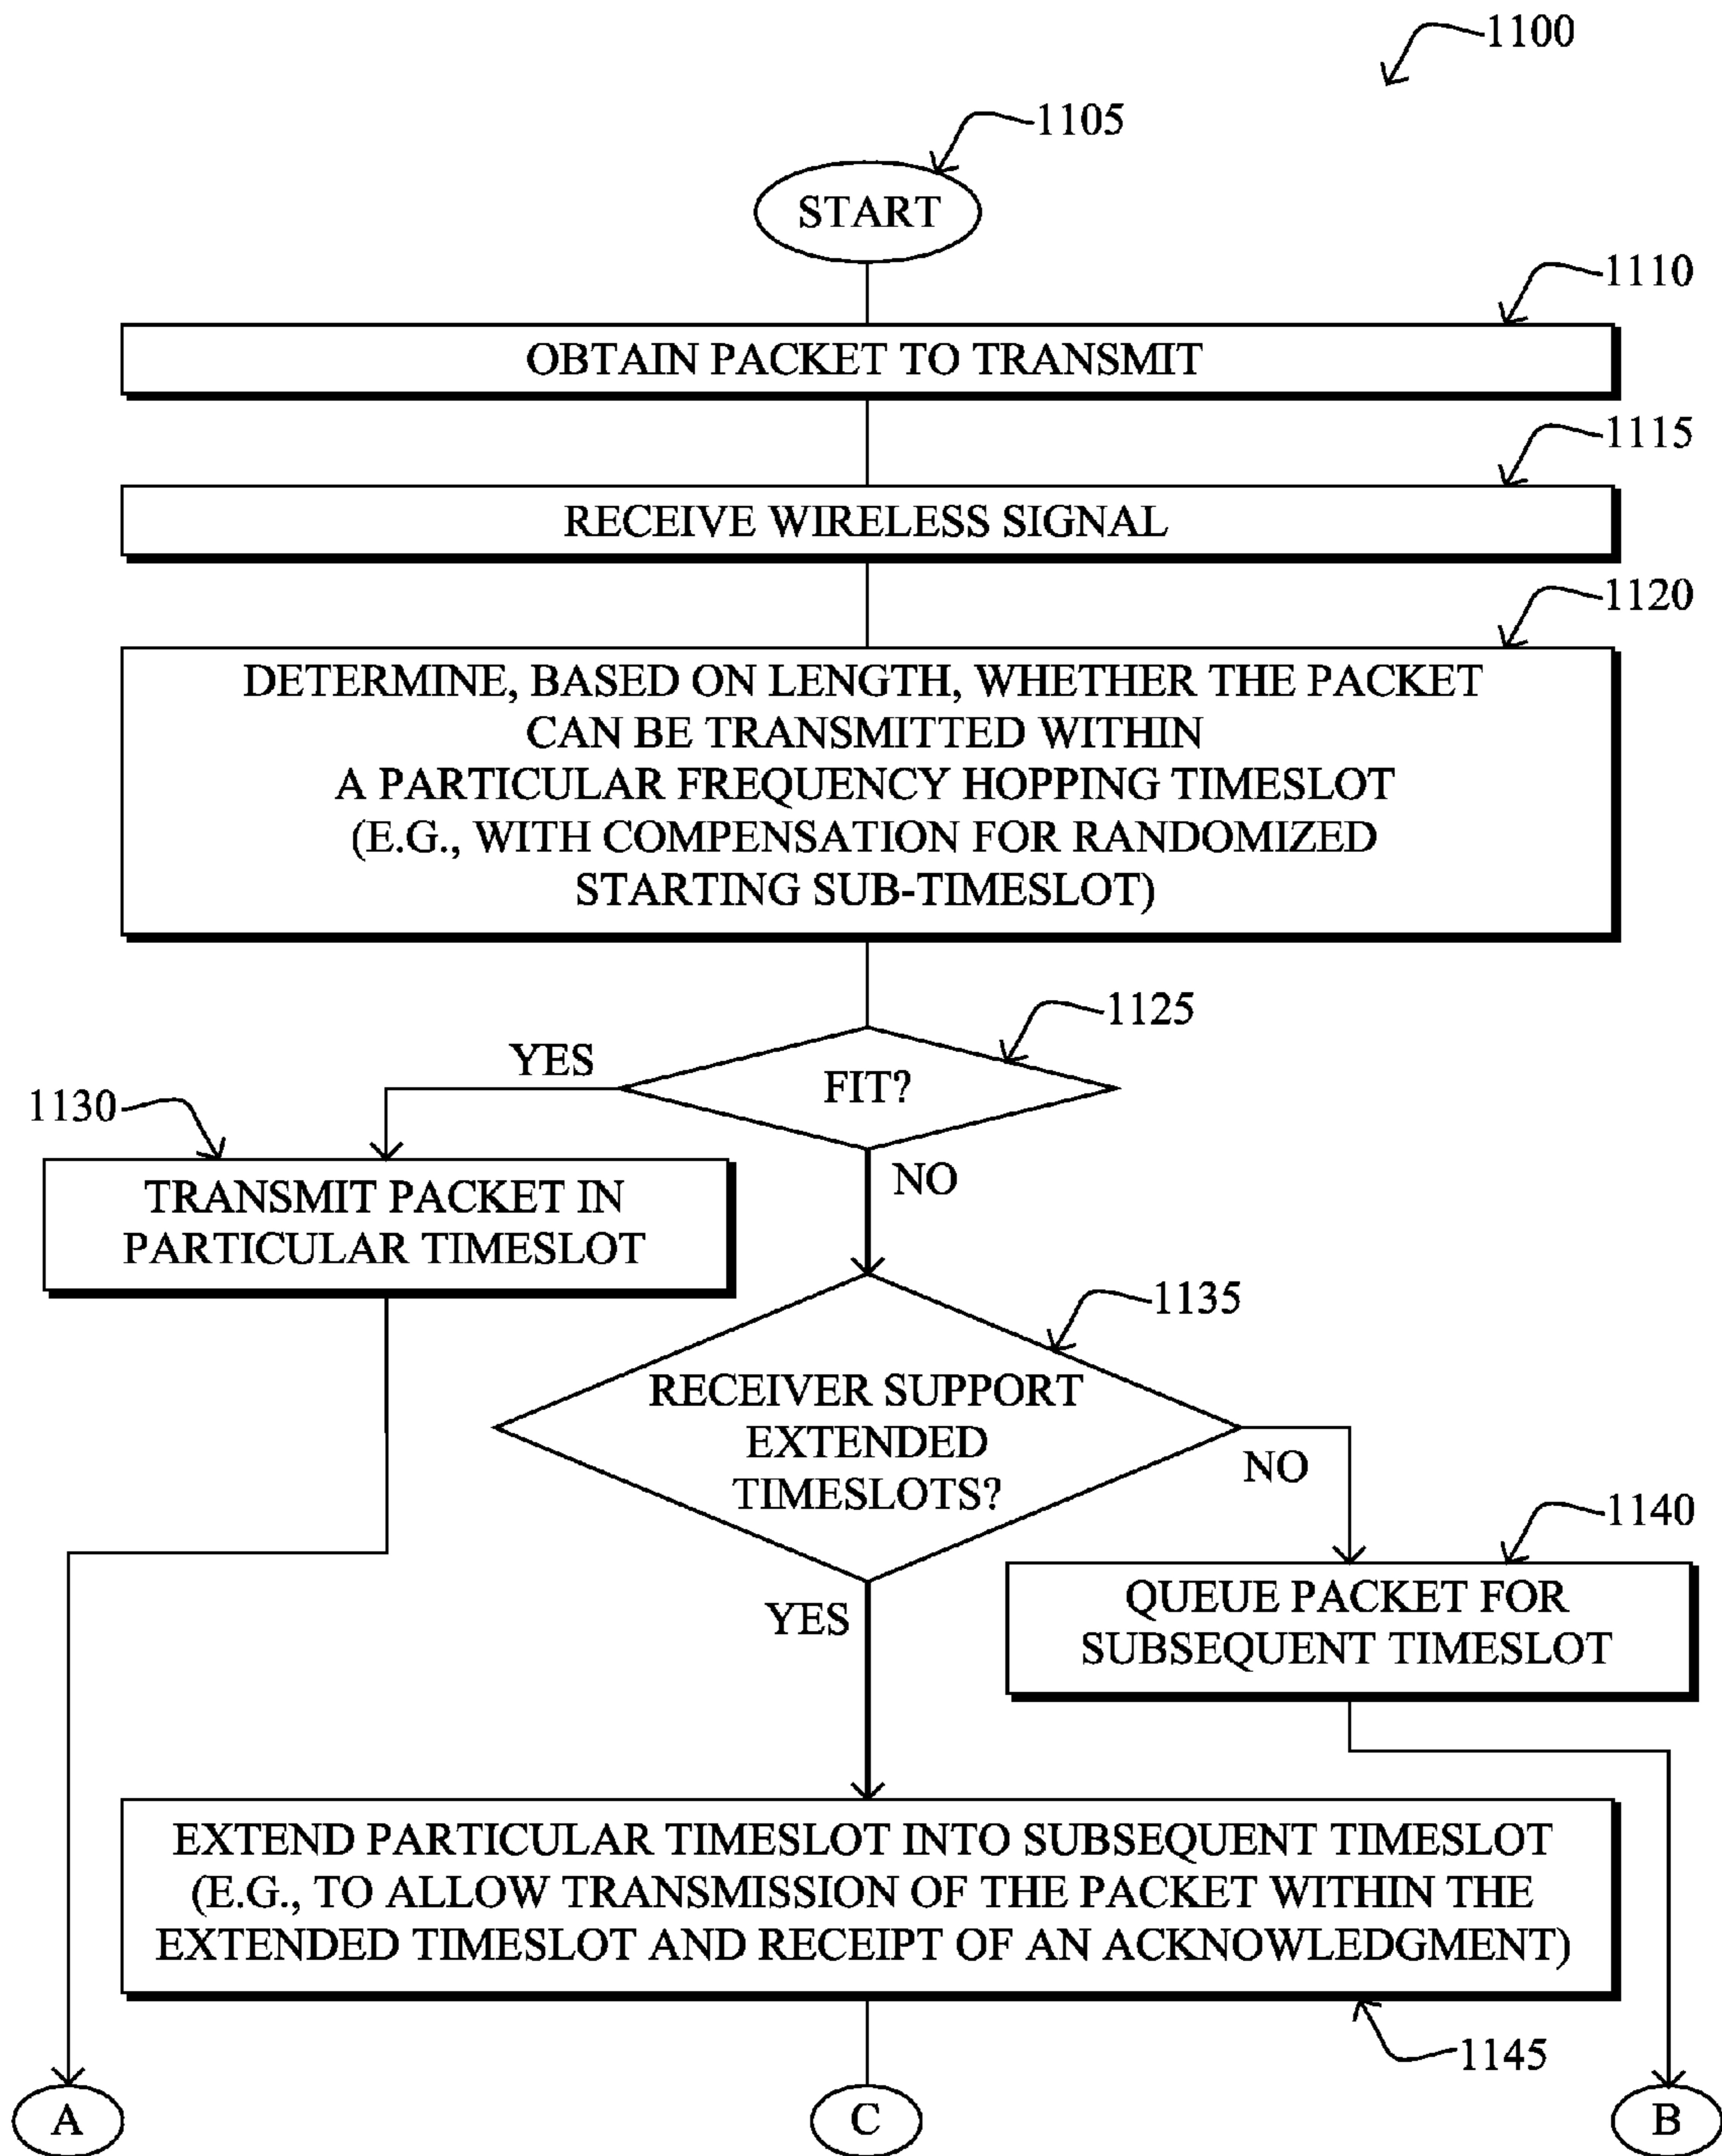 1100
1105
START
1110
OBTAIN PACKET TO TRANSMIT
1115
RECEIVE WIRELESS SIGNAL
1120
DETERMINE, BASED ON LENGTH, WHETHER THE PACKET
CAN BE TRANSMITTED WITHIN
A PARTICULAR FREQUENCY HOPPING TIMESLOT
(E.G., WITH COMPENSATION FOR RANDOMIZED
STARTING SUB-TIMESLOT)
1125
YES
FIT?
1130
NO
TRANSMIT PACKET IN
PARTICULAR TIMESLOT
1135
RECEIVER SUPPORT
EXTENDED
TIMESLOTS?
NO
1140
YES
QUEUE PACKET FOR
SUBSEQUENT TIMESLOT
EXTEND PARTICULAR TIMESLOT INTO SUBSEQUENT TIMESLOT
(E.G., TO ALLOW TRANSMISSION OF THE PACKET WITHIN THE
EXTENDED TIMESLOT AND RECEIPT OF AN ACKNOWLEDGMENT)
1145
A
C
B